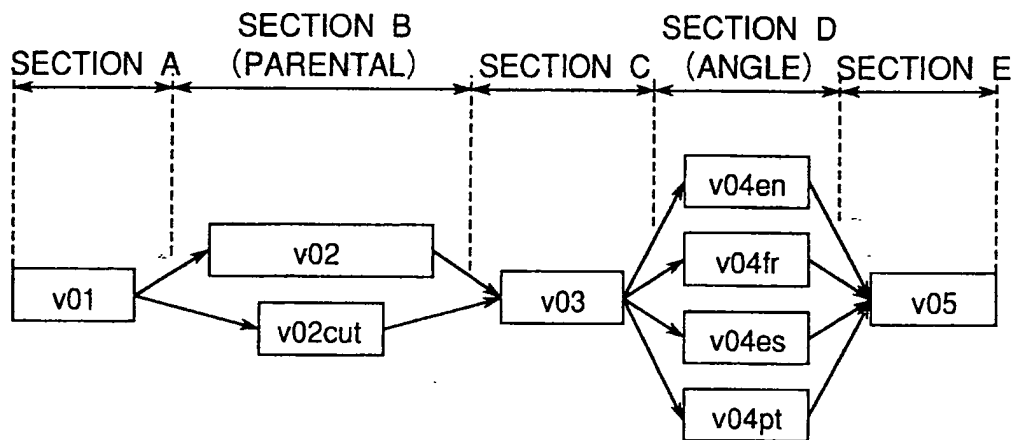 SECTION A
SECTION B
(PARENTAL)
SECTION C
SECTION D
(ANGLE)
SECTION E
v01
v02
v02cut
v03
v04en
v04fr
v04es
v04pt
v05